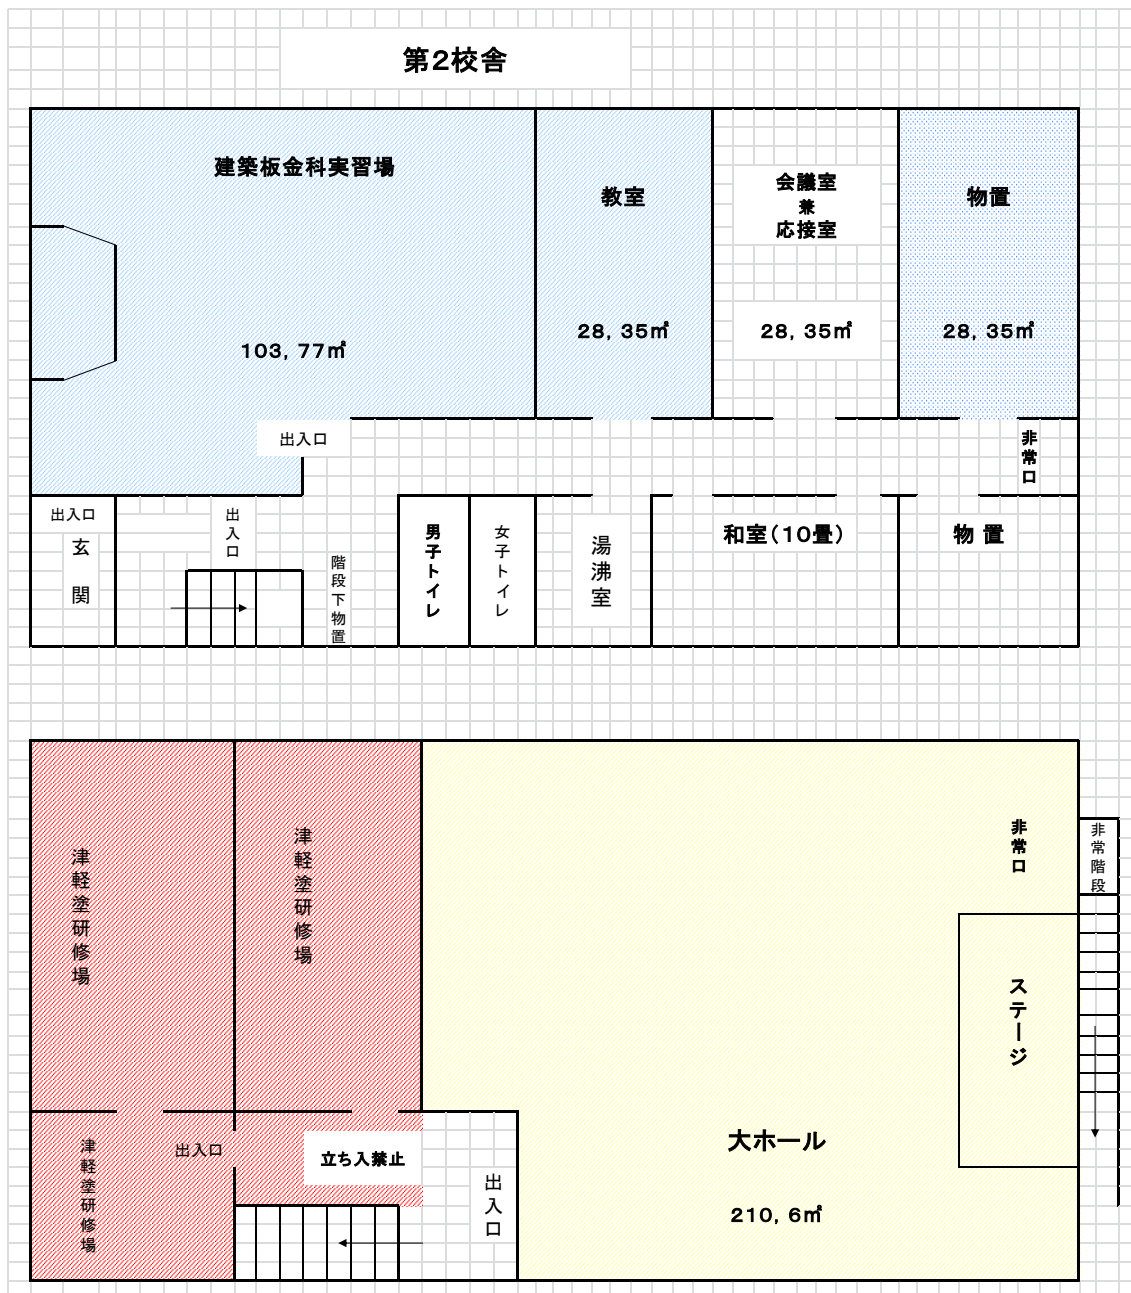 第2校舎
建築板金科実習場
教室
会議室
兼
応接室
物置
103,77㎡
28,35㎡
28,35㎡
28,35㎡
出入口
非常口
出入口
玄関
出入口
階段下物置
男子トイレ
女子トイレ
湯沸室
和室(10畳)
物 置
津軽塗研修場
津軽塗研修場
非常口
非常階段
ステージ
津軽塗研修場
出入口
立ち入禁止
出入口
大ホール
210,6㎡